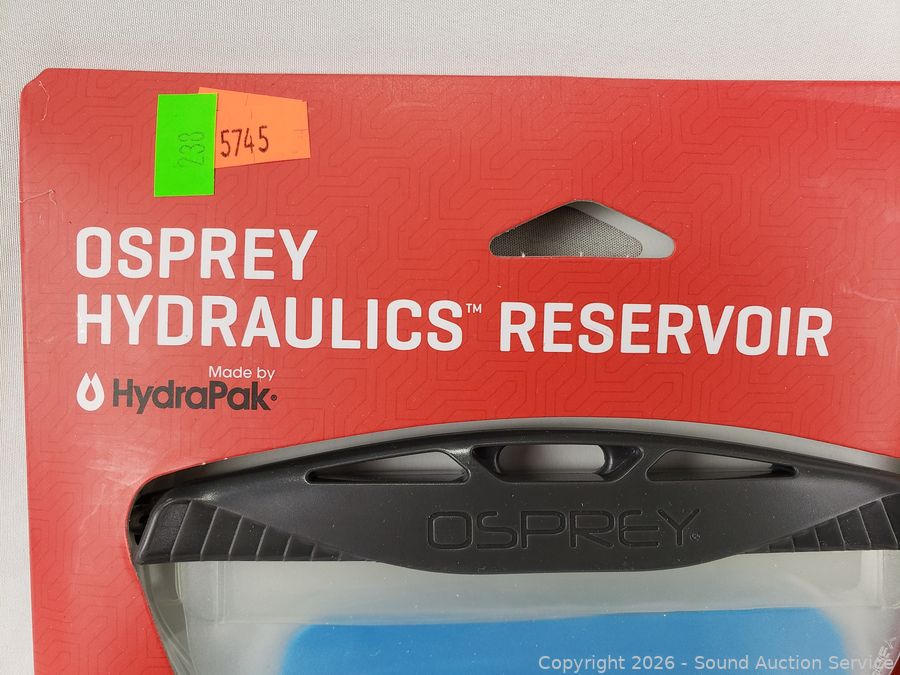 238
5745
OSPREY
HYDRAULICS™ RESERVOIR
Made by
HydraPak®
OSPREY®
Copyright 2026 - Sound Auction Service